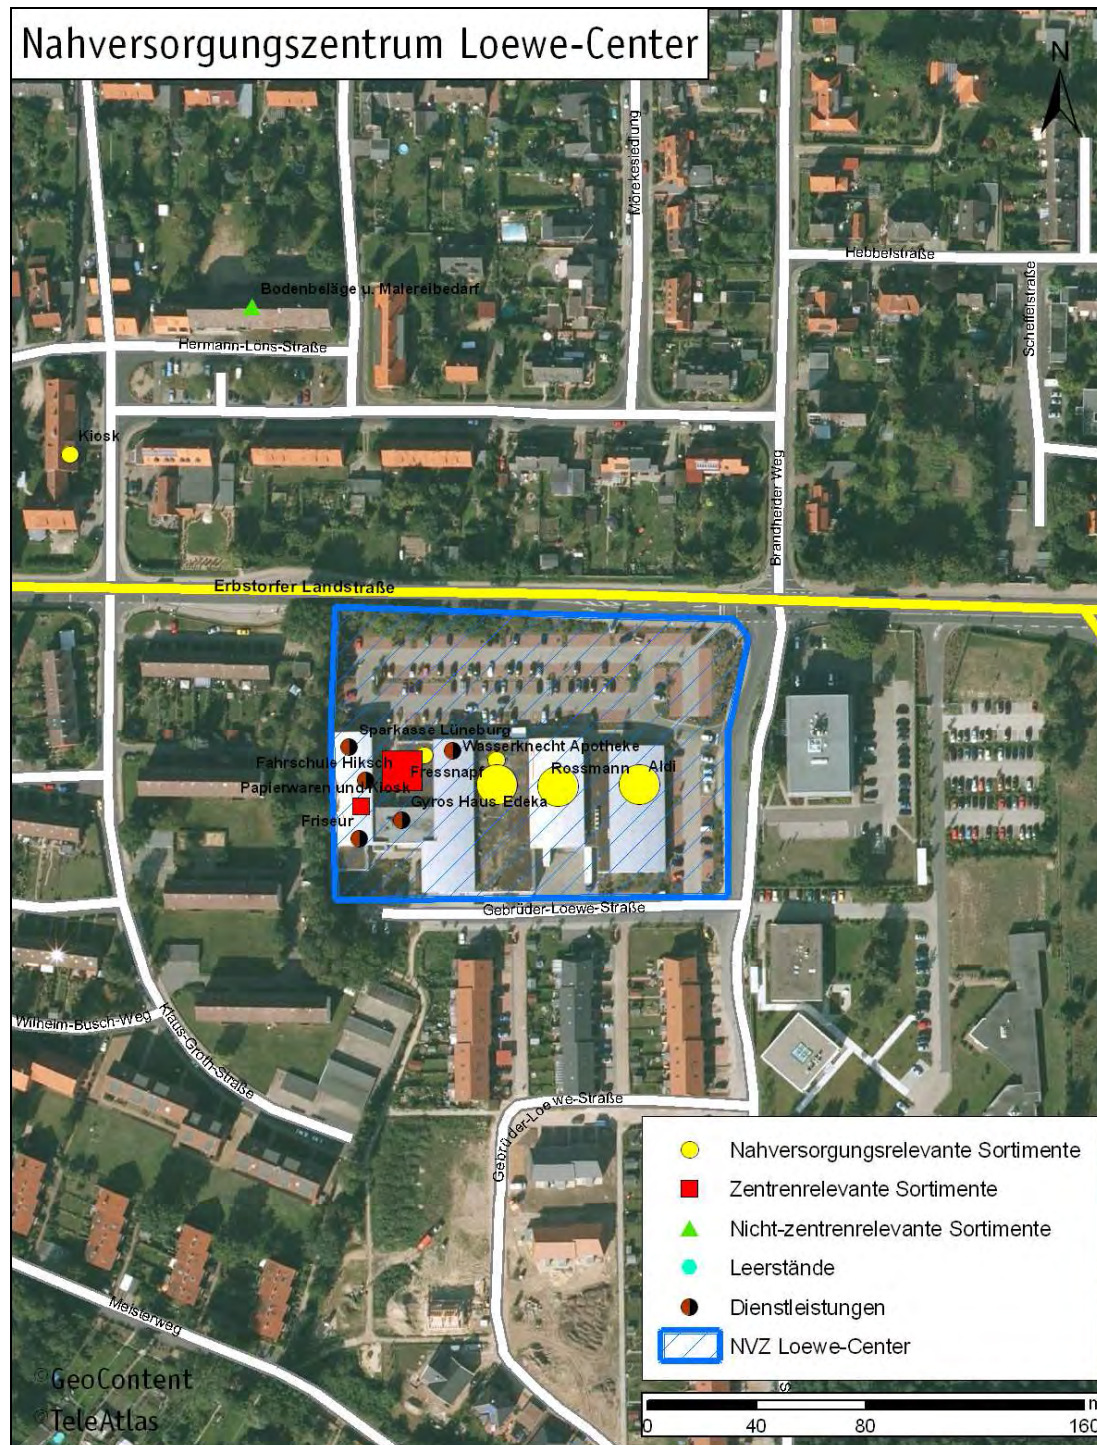 Nahversorgungszentrum Loewe-Center
N
Mörekesiedlung
Hebbelstraße
Scheffelstraße
Bodenbeläge u. Malereibedarf
Hermann-Löns-Straße
Kiosk
Brandheider Weg
Erbstorfer Landstraße
Sparkasse Lüneburg
Wasserknecht Apotheke
Fahrschule Hiksch
Fressnapf
Rossmann
Aldi
Papierwaren und Kiosk
Gyros Haus
Edeka
Friseur
Gebrüder-Loewe-Straße
Wilhelm-Busch-Weg
Klaus-Groth-Straße
Gebrüder-Loewe-Straße
Meisterweg
Nahversorgungsrelevante Sortimente
Zentrenrelevante Sortimente
Nicht-zentrenrelevante Sortimente
Leerstände
Dienstleistungen
NVZ Loewe-Center
©GeoContent
©TeleAtlas
m
0 40 80 160